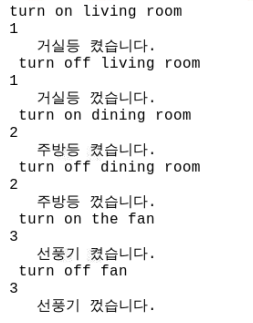 turn on living room
1
거실등 켰습니다.
turn off living room
1
거실등 껐습니다.
turn on dining room
2
주방등 켰습니다.
turn off dining room
2
주방등 껐습니다.
turn on the fan
3
선풍기 켰습니다.
turn off fan
3
선풍기 껐습니다.